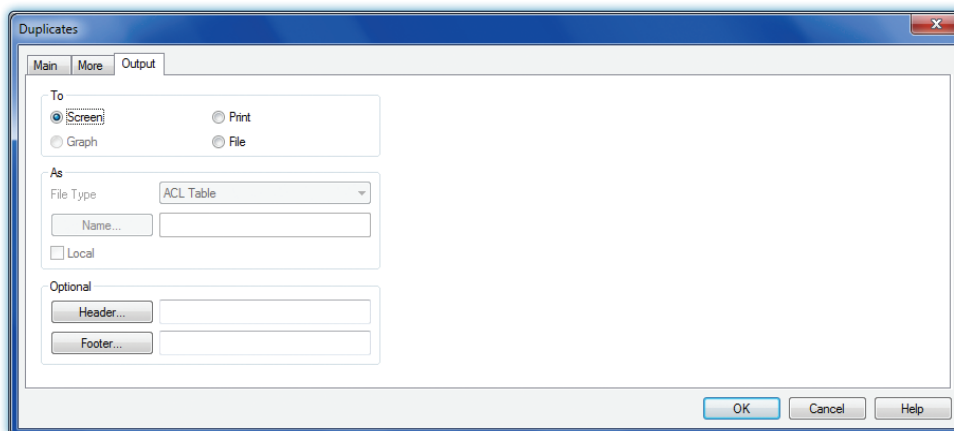 Duplicates
Main More Output
To
Screen Print
Graph File
As
File Type ACL Table
Name...
Local
Optional
Header...
Footer...
OK Cancel Help